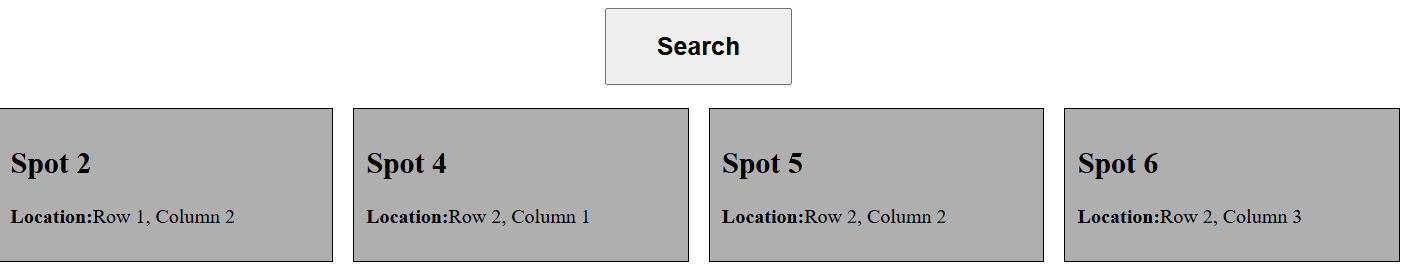 Search
Spot 2
Location:Row 1, Column 2
Spot 4
Location:Row 2, Column 1
Spot 5
Location:Row 2, Column 2
Spot 6
Location:Row 2, Column 3